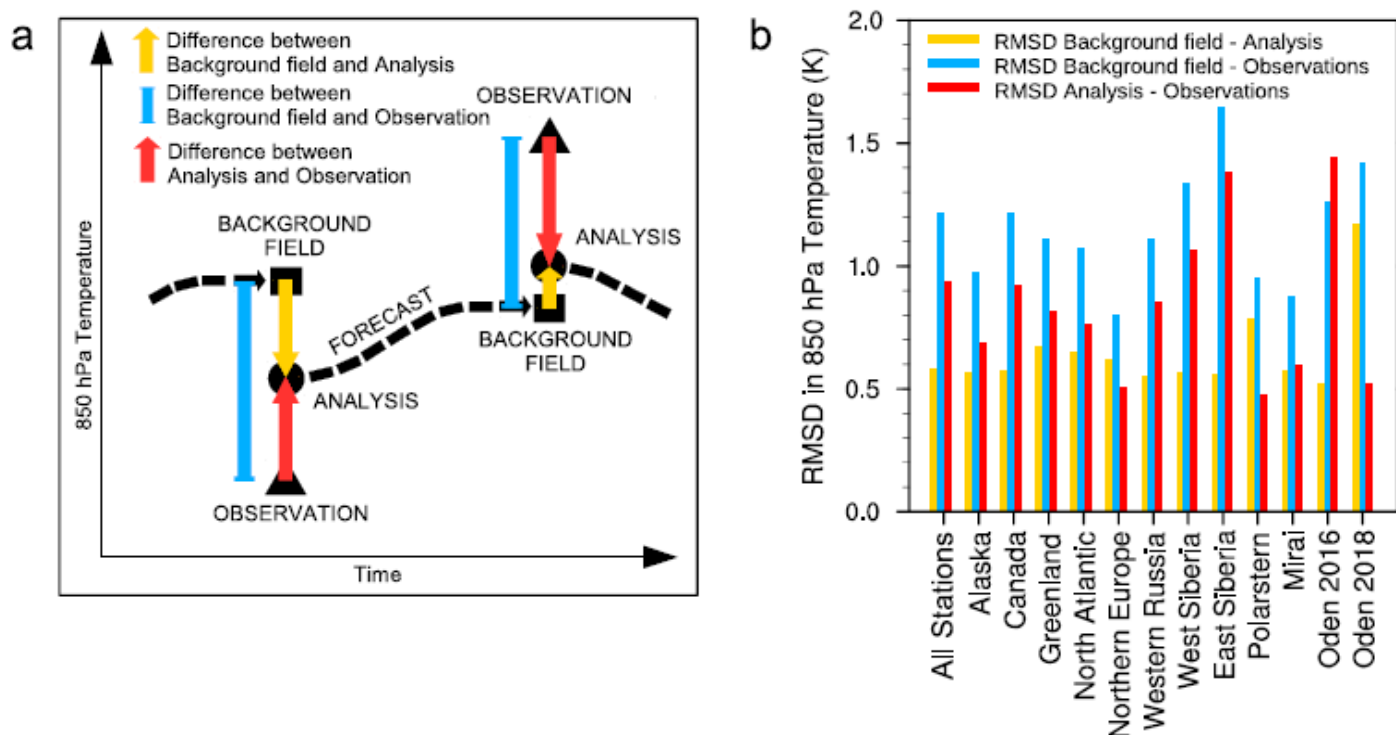 a
Difference between
Background field and Analysis
Difference between
Background field and Observation
Difference between
Analysis and Observation
850 hPa Temperature
BACKGROUND
FIELD
ANALYSIS
OBSERVATION
FORECAST
OBSERVATION
ANALYSIS
BACKGROUND
FIELD
Time
b
RMSD in 850 hPa Temperature (K)
2.0
1.5
1.0
0.5
0.0
RMSD Background field - Analysis
RMSD Background field - Observations
RMSD Analysis - Observations
All Stations
Alaska
Canada
Greenland
North Atlantic
Northern Europe
Western Russia
West Siberia
East Siberia
Polarstern
Mirai
Oden 2016
Oden 2018